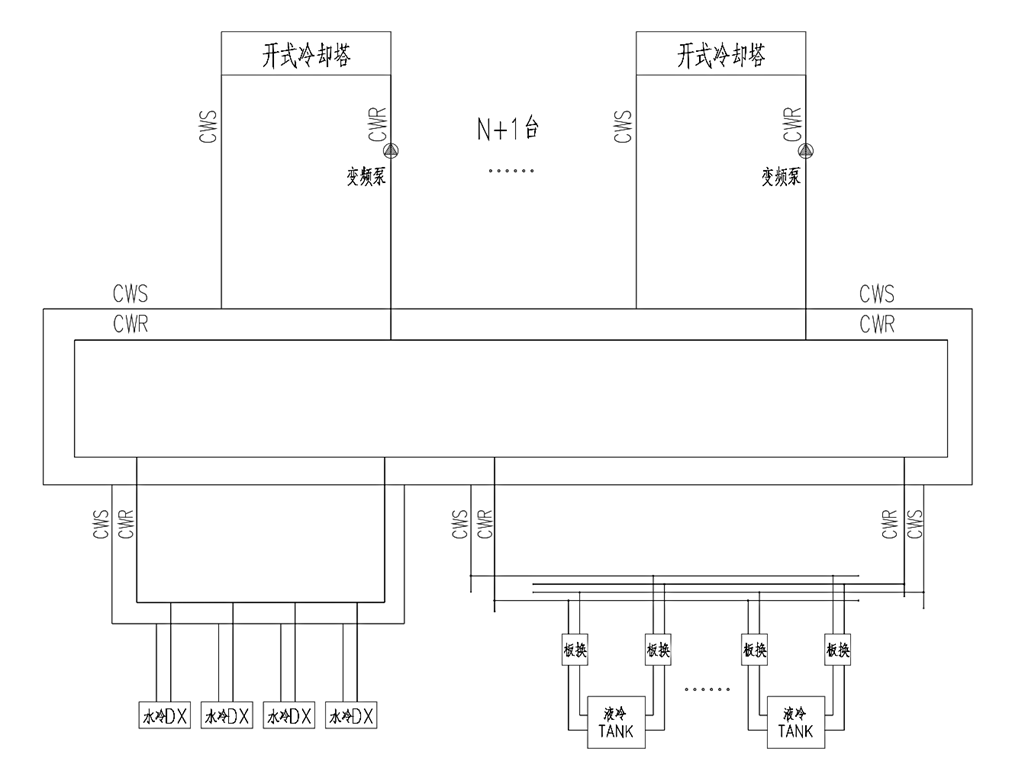 开式冷却塔
开式冷却塔
CWS
CWR
N+1台
CWS
CWR
变频泵
......
变频泵
CWS
CWS
CWR
CWR
CWS
CWR
CWS
CWR
CWR
CWS
板换
板换
板换
板换
......
水冷DX
水冷DX
水冷DX
水冷DX
液冷
TANK
液冷
TANK